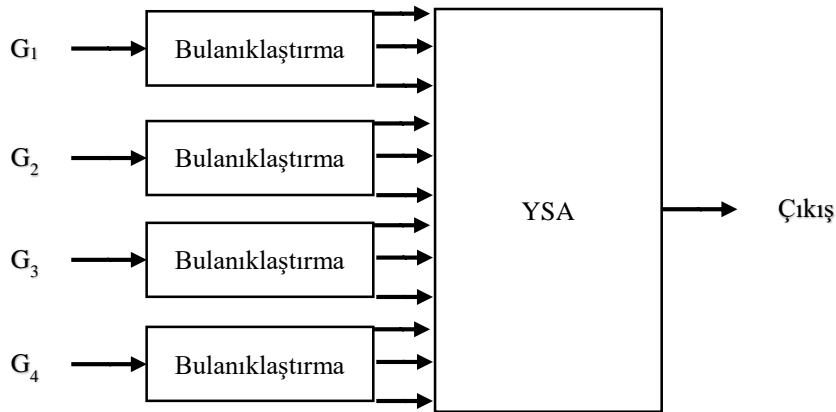 G₁ Bulanıklaştırma
G₂ Bulanıklaştırma
YSA Çıkış
G₃ Bulanıklaştırma
G₄ Bulanıklaştırma